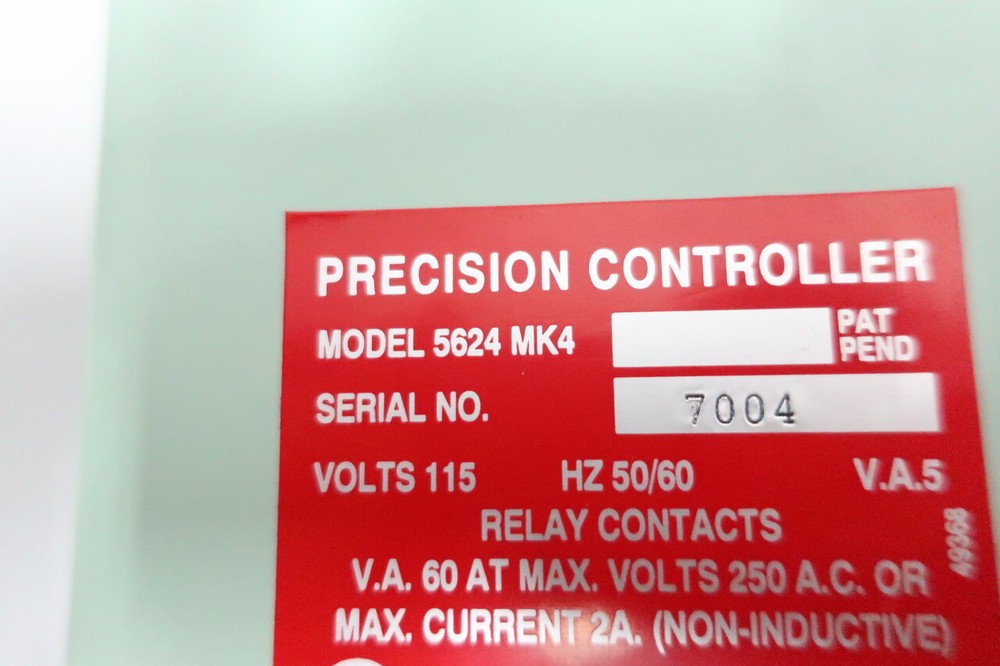 PRECISION CONTROLLER
MODEL 5624 MK4
PAT
PEND
SERIAL NO. 7004
VOLTS 115 HZ 50/60 V.A.5
RELAY CONTACTS
V.A. 60 AT MAX. VOLTS 250 A.C. OR
MAX. CURRENT 2A. (NON-INDUCTIVE)
49368